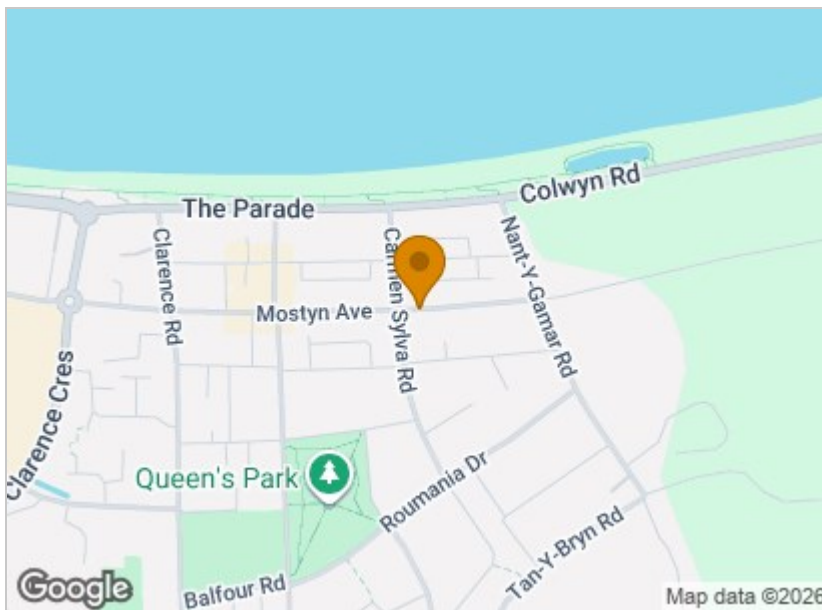 Colwyn Rd
The Parade
Clarence Rd
Carmen Sylva Rd
Nant-Y-Gamar Rd
Mostyn Ave
Clarence Cres
Queen's Park
Roumania Dr
Tan-Y-Bryn Rd
Balfour Rd
Google
Map data ©2026